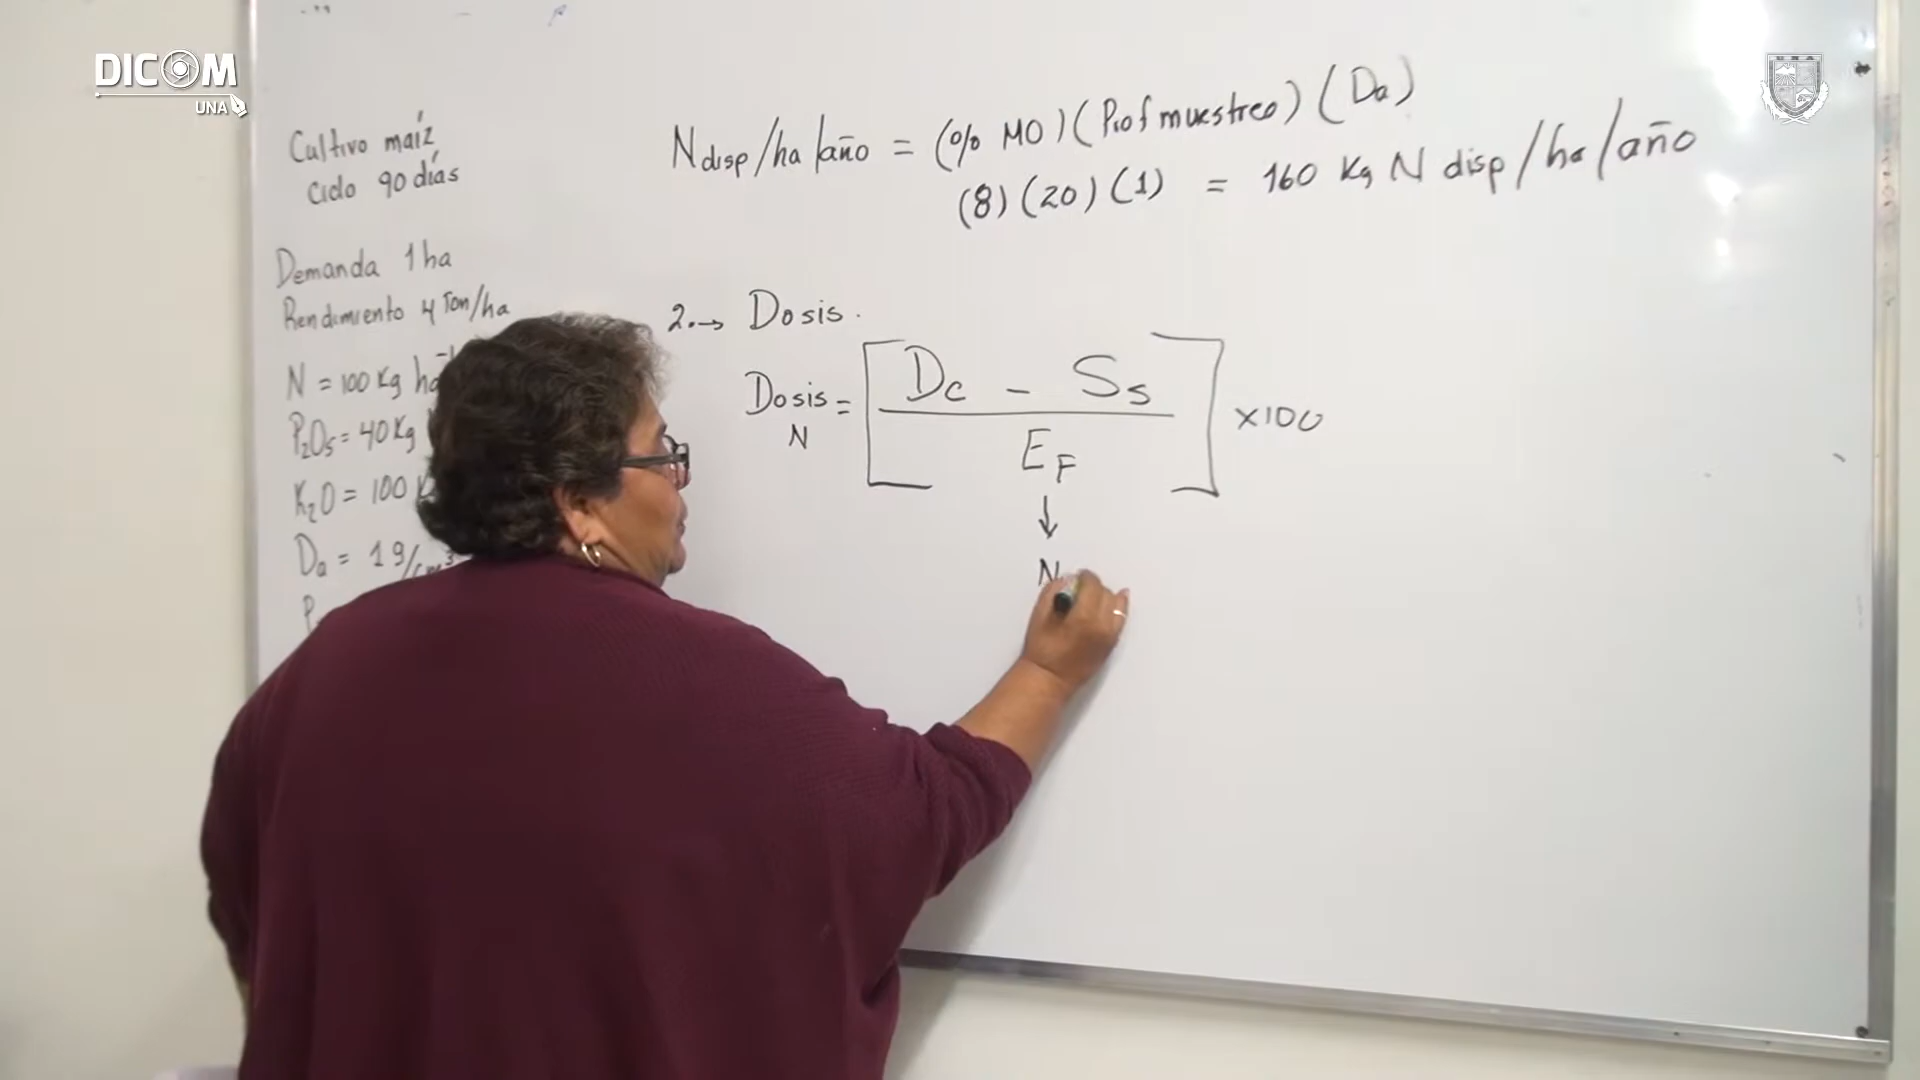 DICOM
UNA
Cultivo maíz
Ciclo 90 días
Demanda 1 ha
Rendimiento 4 Ton/ha
N = 100 Kg ha⁻¹
P₂O₅ = 40 Kg
K₂O = 100
Da = 1 g/cm³
P
Ndisp/ha/año = (% MO) (Prof muestreo) (Da)
(8) (20) (1) = 160 Kg N disp/ha/año
2.→ Dosis.
Dosis N = [Dc - Ss / EF] x100
↓
N